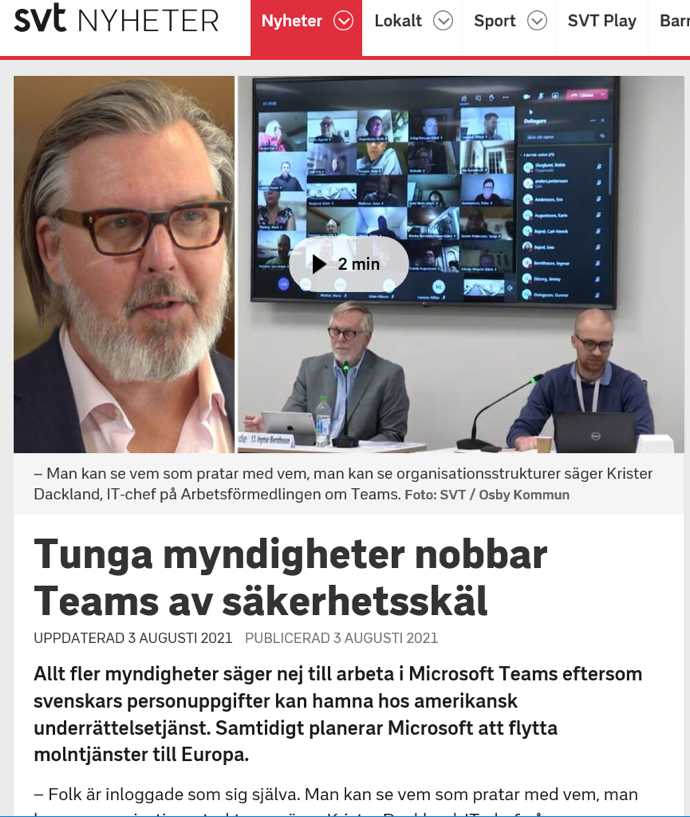 svt NYHETER
Nyheter Lokalt Sport SVT Play Barn
Lämna
Deltagare
2 min
DELL
– Man kan se vem som pratar med vem, man kan se organisationsstrukturer säger Krister
Dackland, IT-chef på Arbetsförmedlingen om Teams. Foto: SVT / Osby Kommun
Tunga myndigheter nobbar
Teams av säkerhetsskäl
UPPDATERAD 3 AUGUSTI 2021 PUBLICERAD 3 AUGUSTI 2021
Allt fler myndigheter säger nej till arbeta i Microsoft Teams eftersom
svenskars personuppgifter kan hamna hos amerikansk
underrättelsetjänst. Samtidigt planerar Microsoft att flytta
molntjänster till Europa.
– Folk är inloggade som sig själva. Man kan se vem som pratar med vem, man